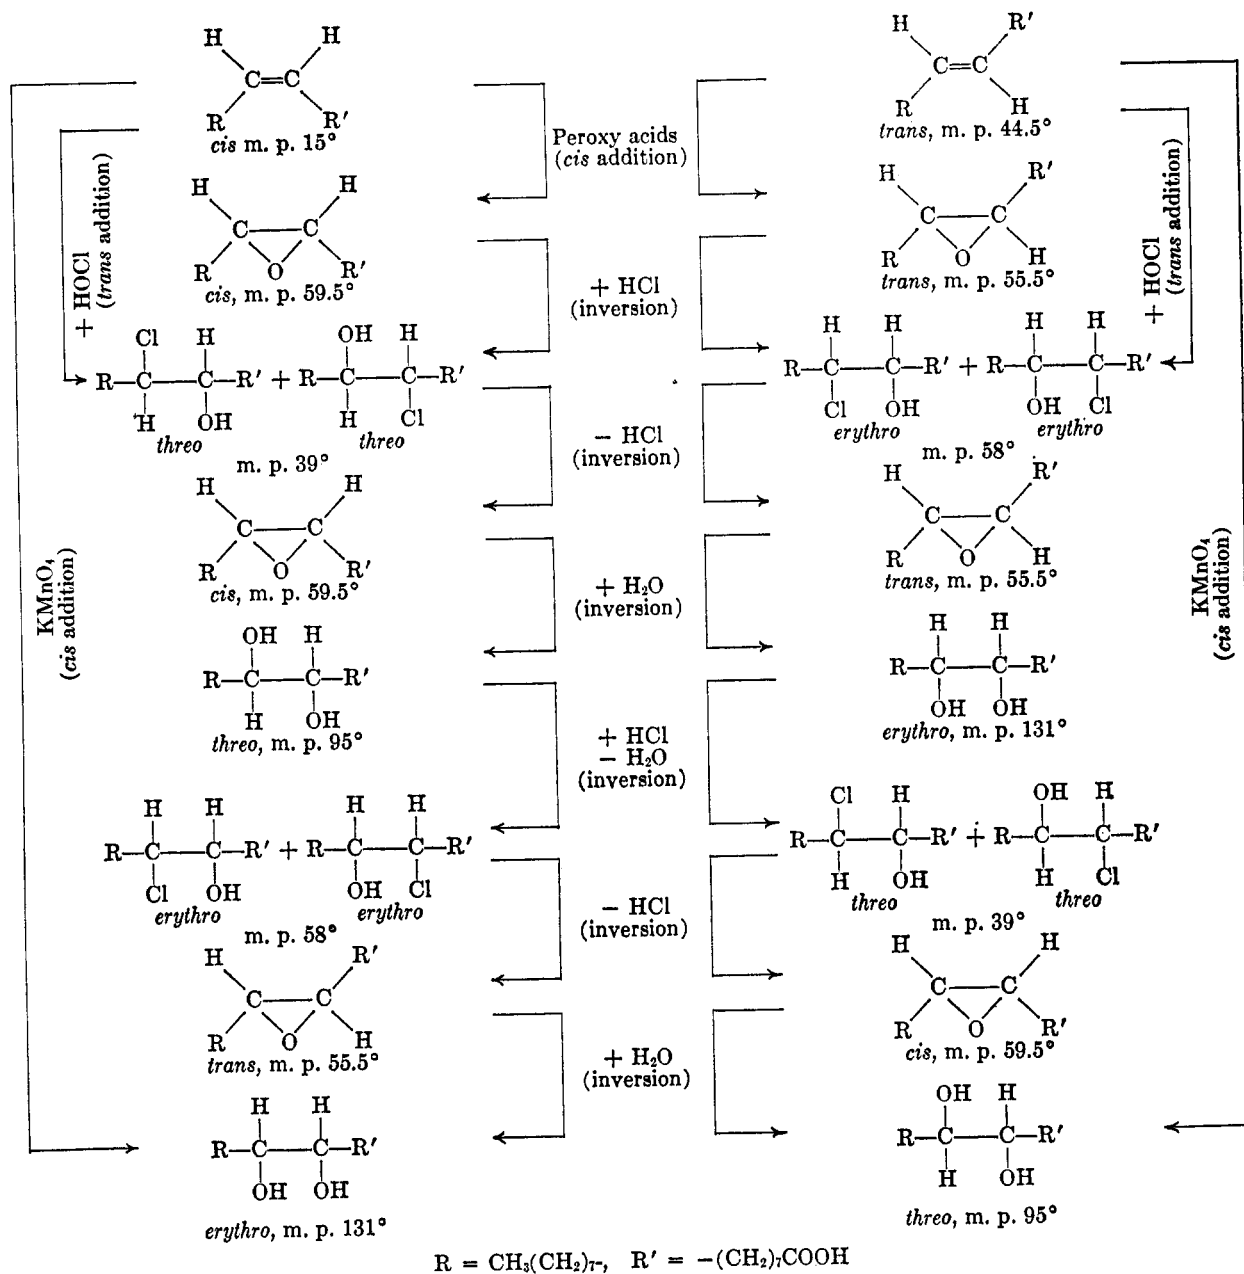 H H H R'
C=C C=C
R R' R H
cis m. p. 15° trans, m. p. 44.5°
Peroxy acids
(cis addition)
H H H R'
C C C C
R O R' R O H
cis, m. p. 59.5° trans, m. p. 55.5°
+ HOCl
(trans addition)
+ HCl
(inversion)
+ HOCl
(trans addition)
Cl H OH H H H H H
R—C—C—R' + R—C—C—R' R—C—C—R' + R—C—C—R'
H OH H Cl Cl OH OH Cl
threo threo erythro erythro
m. p. 39° m. p. 58°
− HCl
(inversion)
H H H R'
C C C C
R O R' R O H
cis, m. p. 59.5° trans, m. p. 55.5°
KMnO₄
(cis addition)
+ H₂O
(inversion)
KMnO₄
(cis addition)
OH H H H
R—C—C—R' R—C—C—R'
H OH OH OH
threo, m. p. 95° erythro, m. p. 131°
+ HCl
− H₂O
(inversion)
H H H H Cl H OH H
R—C—C—R' + R—C—C—R' R—C—C—R' + R—C—C—R'
Cl OH OH Cl H OH H Cl
erythro erythro threo threo
m. p. 58° m. p. 39°
− HCl
(inversion)
H R' H H
C C C C
R O H R O R'
trans, m. p. 55.5° cis, m. p. 59.5°
+ H₂O
(inversion)
H H OH H
R—C—C—R' R—C—C—R'
OH OH H OH
erythro, m. p. 131° threo, m. p. 95°
R = CH₃(CH₂)₇-, R' = —(CH₂)₇COOH